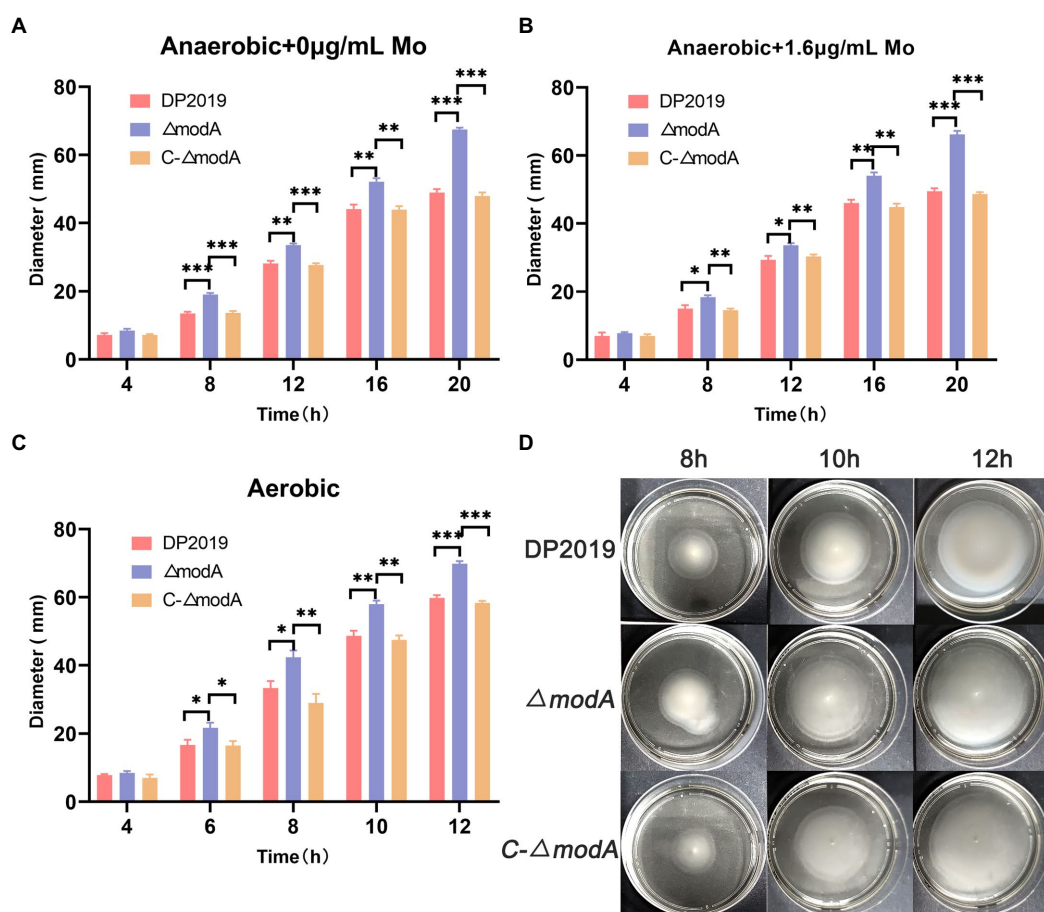 A
Anaerobic+0μg/mL Mo
Diameter ( mm)
80
60
40
20
0
DP2019
△modA
C-△modA
*** ***
** ***
** **
*** ***
4 8 12 16 20
Time(h)
B
Anaerobic+1.6μg/mL Mo
Diameter ( mm)
80
60
40
20
0
DP2019
△modA
C-△modA
* **
* **
** **
*** ***
4 8 12 16 20
Time(h)
C
Aerobic
Diameter ( mm)
80
60
40
20
0
DP2019
△modA
C-△modA
* *
* **
** **
*** ***
4 6 8 10 12
Time(h)
D
8h 10h 12h
DP2019
△modA
C-△modA